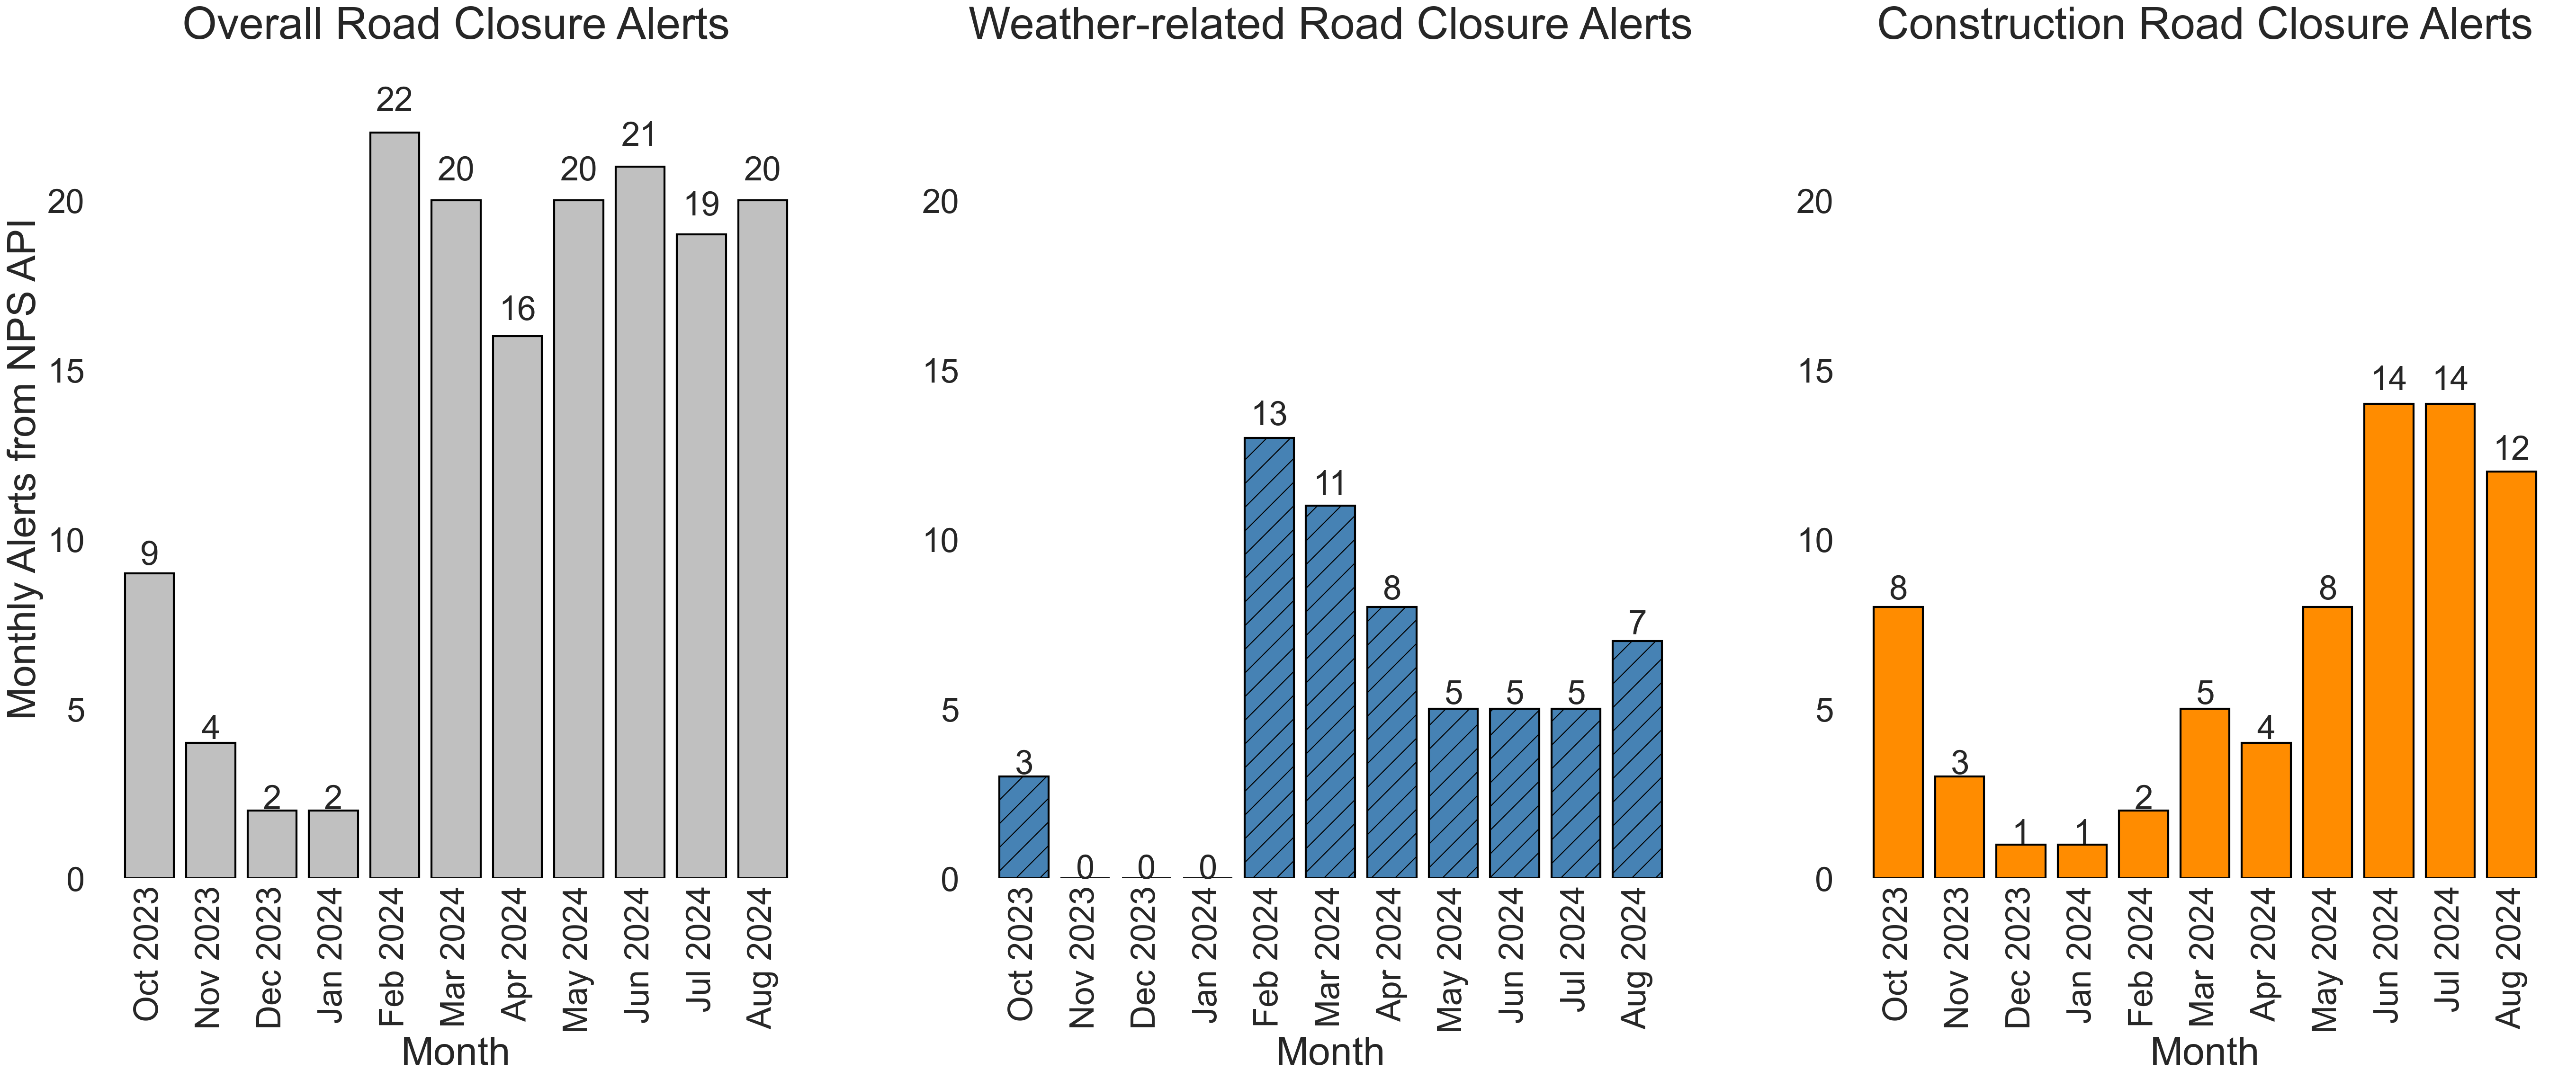 Overall Road Closure Alerts
Monthly Alerts from NPS API
20
15
10
5
0
9
4
2
2
22
20
16
20
21
19
20
Oct 2023
Nov 2023
Dec 2023
Jan 2024
Feb 2024
Mar 2024
Apr 2024
May 2024
Jun 2024
Jul 2024
Aug 2024
Month
Weather-related Road Closure Alerts
20
15
10
5
0
3
0
0
0
13
11
8
5
5
5
7
Oct 2023
Nov 2023
Dec 2023
Jan 2024
Feb 2024
Mar 2024
Apr 2024
May 2024
Jun 2024
Jul 2024
Aug 2024
Month
Construction Road Closure Alerts
20
15
10
5
0
8
3
1
1
2
5
4
8
14
14
12
Oct 2023
Nov 2023
Dec 2023
Jan 2024
Feb 2024
Mar 2024
Apr 2024
May 2024
Jun 2024
Jul 2024
Aug 2024
Month